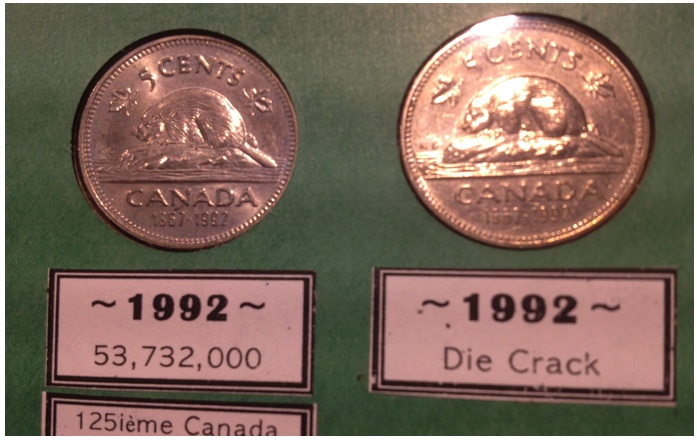 5 CENTS
CANADA
1867-1992
5 CENTS
CANADA
1867-1992
~1992~
53,732,000
~1992~
Die Crack
125ième Canada